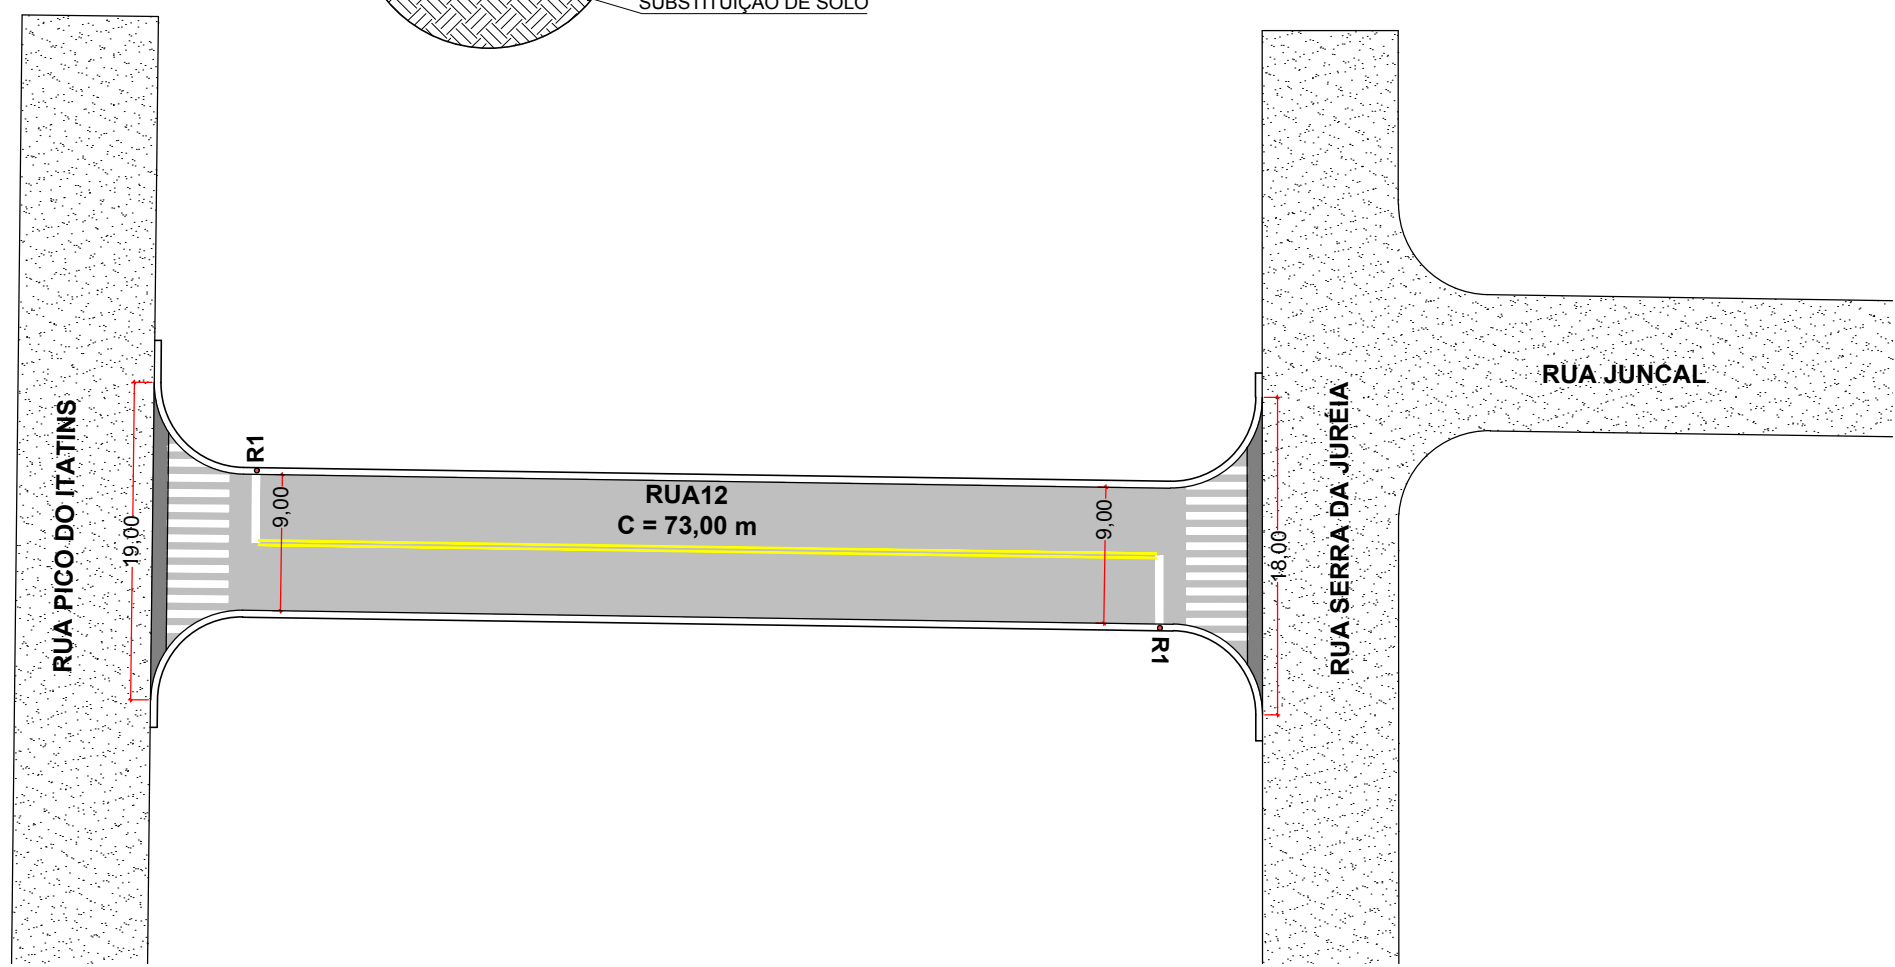 SUBSTITUIÇÃO DE SOLO
RUA PICO DO ITATINS
19,00
R1
9,00
RUA12
C = 73,00 m
9,00
R1
18,00
RUA SERRA DA JURÉIA
RUA JUNCAL